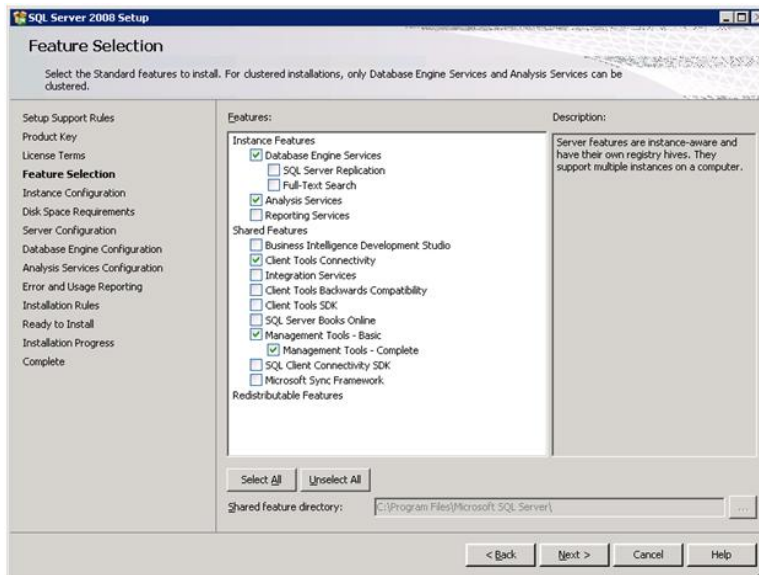 SQL Server 2008 Setup
Feature Selection
Select the Standard features to install. For clustered installations, only Database Engine Services and Analysis Services can be
clustered.
Setup Support Rules
Product Key
License Terms
Feature Selection
Instance Configuration
Disk Space Requirements
Server Configuration
Database Engine Configuration
Analysis Services Configuration
Error and Usage Reporting
Installation Rules
Ready to Install
Installation Progress
Complete
Features:
Instance Features
Database Engine Services
SQL Server Replication
Full-Text Search
Analysis Services
Reporting Services
Shared Features
Business Intelligence Development Studio
Client Tools Connectivity
Integration Services
Client Tools Backwards Compatibility
Client Tools SDK
SQL Server Books Online
Management Tools - Basic
Management Tools - Complete
SQL Client Connectivity SDK
Microsoft Sync Framework
Redistributable Features
Description:
Server features are instance-aware and
have their own registry hives. They
support multiple instances on a computer.
Select All
Unselect All
Shared feature directory:
C:\Program Files\Microsoft SQL Server\
...
< Back
Next >
Cancel
Help